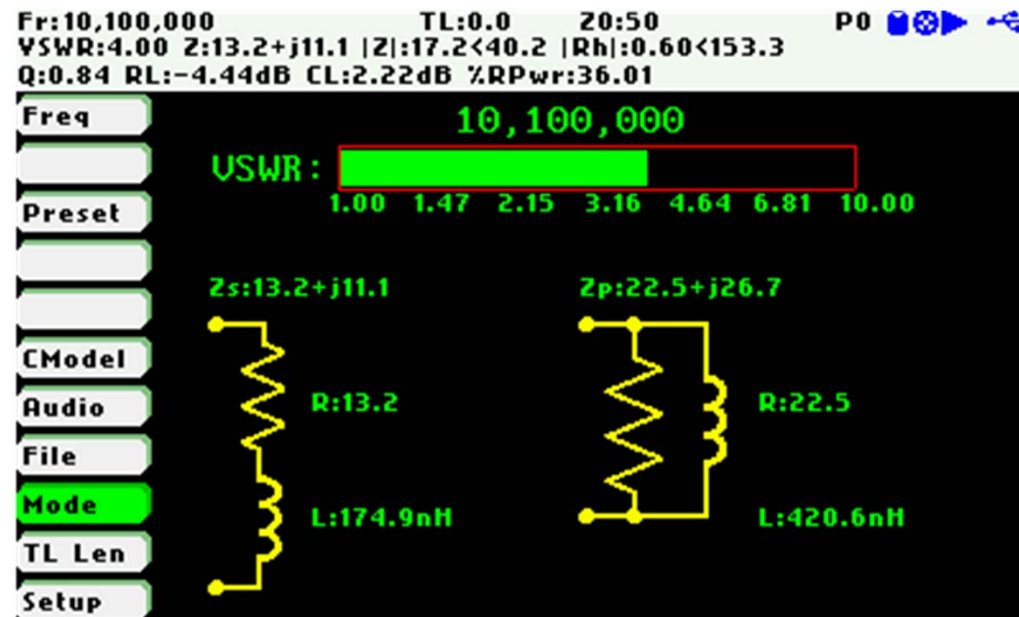 Fr:10,100,000 TL:0.0 Z0:50 P0
VSWR:4.00 Z:13.2+j11.1 |Z|:17.2<40.2 |Rh|:0.60<153.3
Q:0.84 RL:-4.44dB CL:2.22dB %RPwr:36.01
Freq
10,100,000
VSWR:
Preset
1.00 1.47 2.15 3.16 4.64 6.81 10.00
Zs:13.2+j11.1
Zp:22.5+j26.7
CModel
Audio
R:13.2
R:22.5
File
Mode
L:174.9nH
L:420.6nH
TL Len
Setup